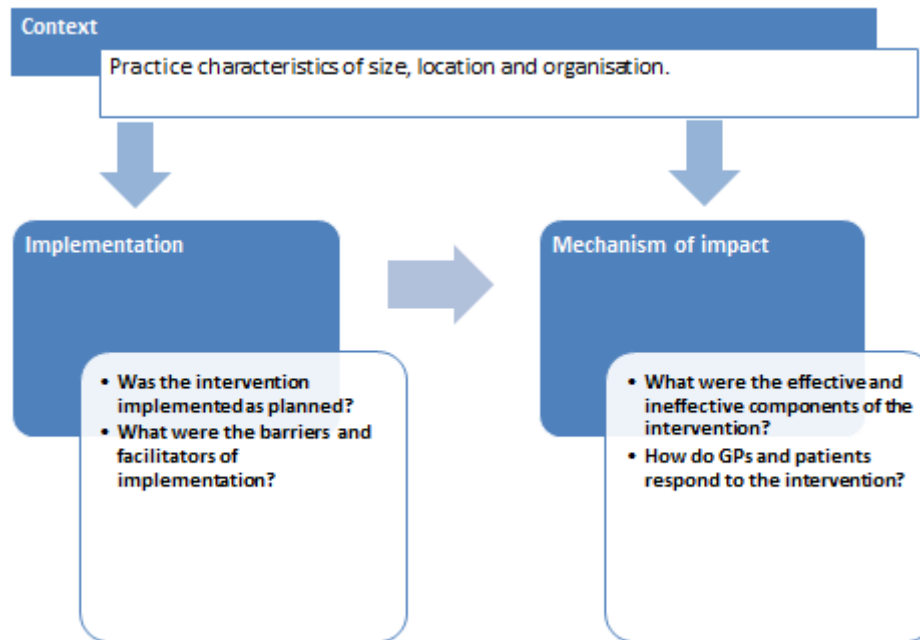 Context
Practice characteristics of size, location and organisation.
Implementation
• Was the intervention
implemented as planned?
• What were the barriers and
facilitators of
implementation?
Mechanism of impact
• What were the effective and
ineffective components of the
intervention?
• How do GPs and patients
respond to the intervention?